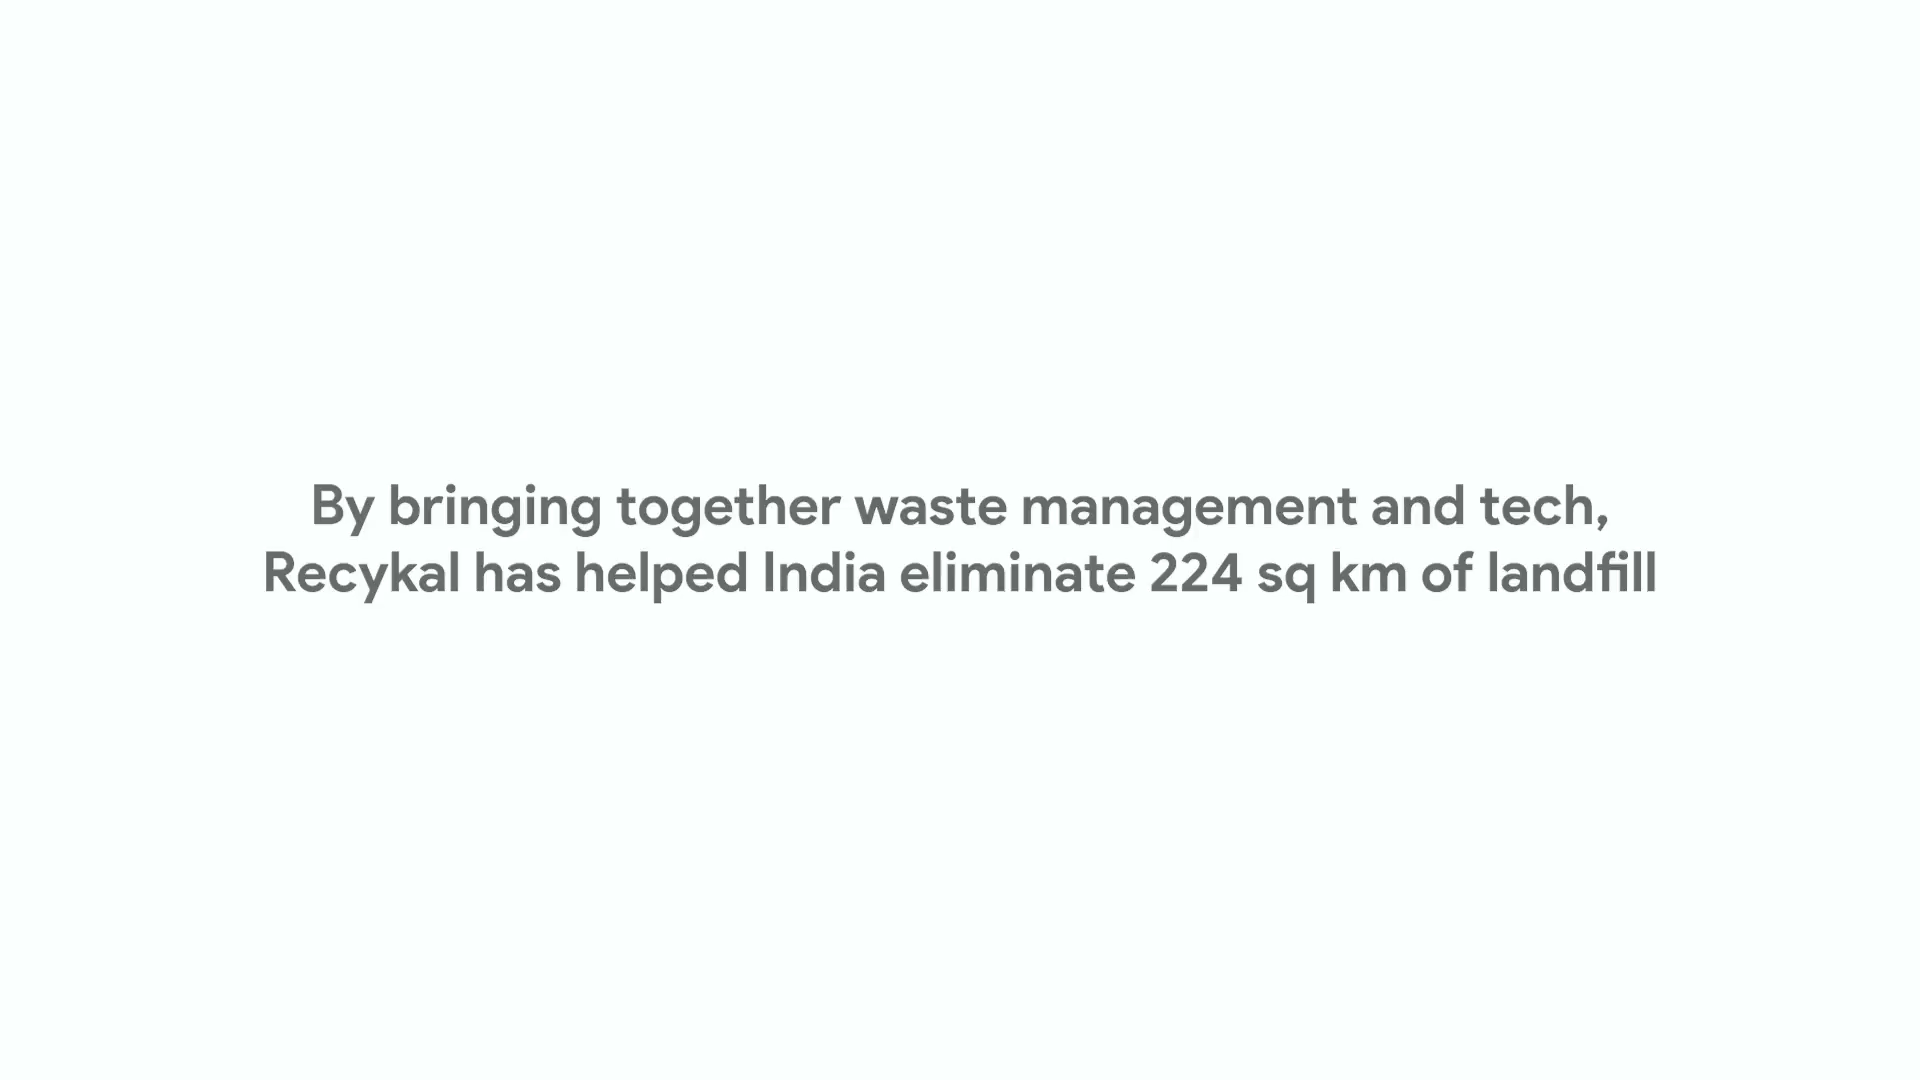 By bringing together waste management and tech,
Recykal has helped India eliminate 224 sq km of landfill